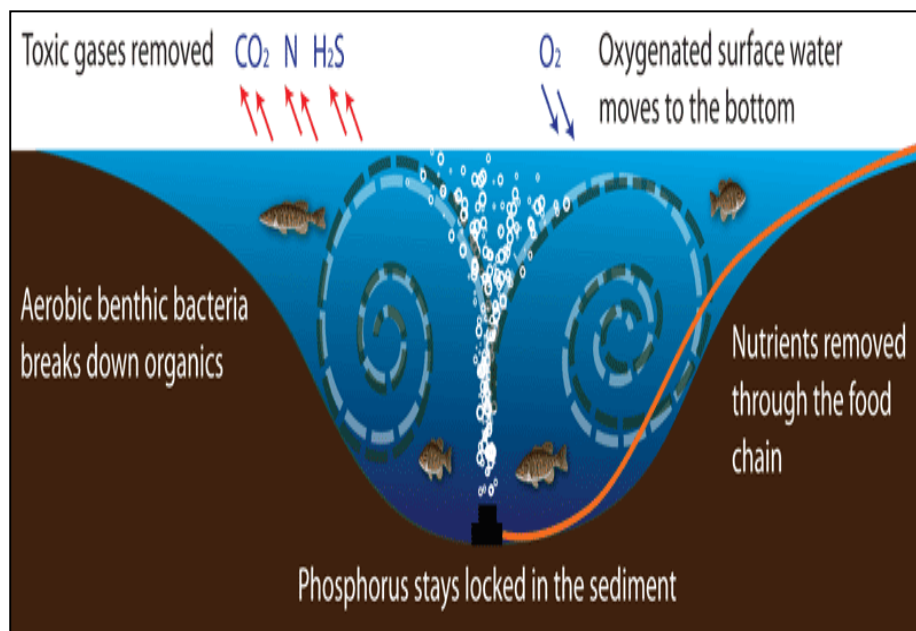 Toxic gases removed CO₂ N H₂S O₂ Oxygenated surface water
moves to the bottom
Aerobic benthic bacteria
breaks down organics
Nutrients removed
through the food
chain
Phosphorus stays locked in the sediment